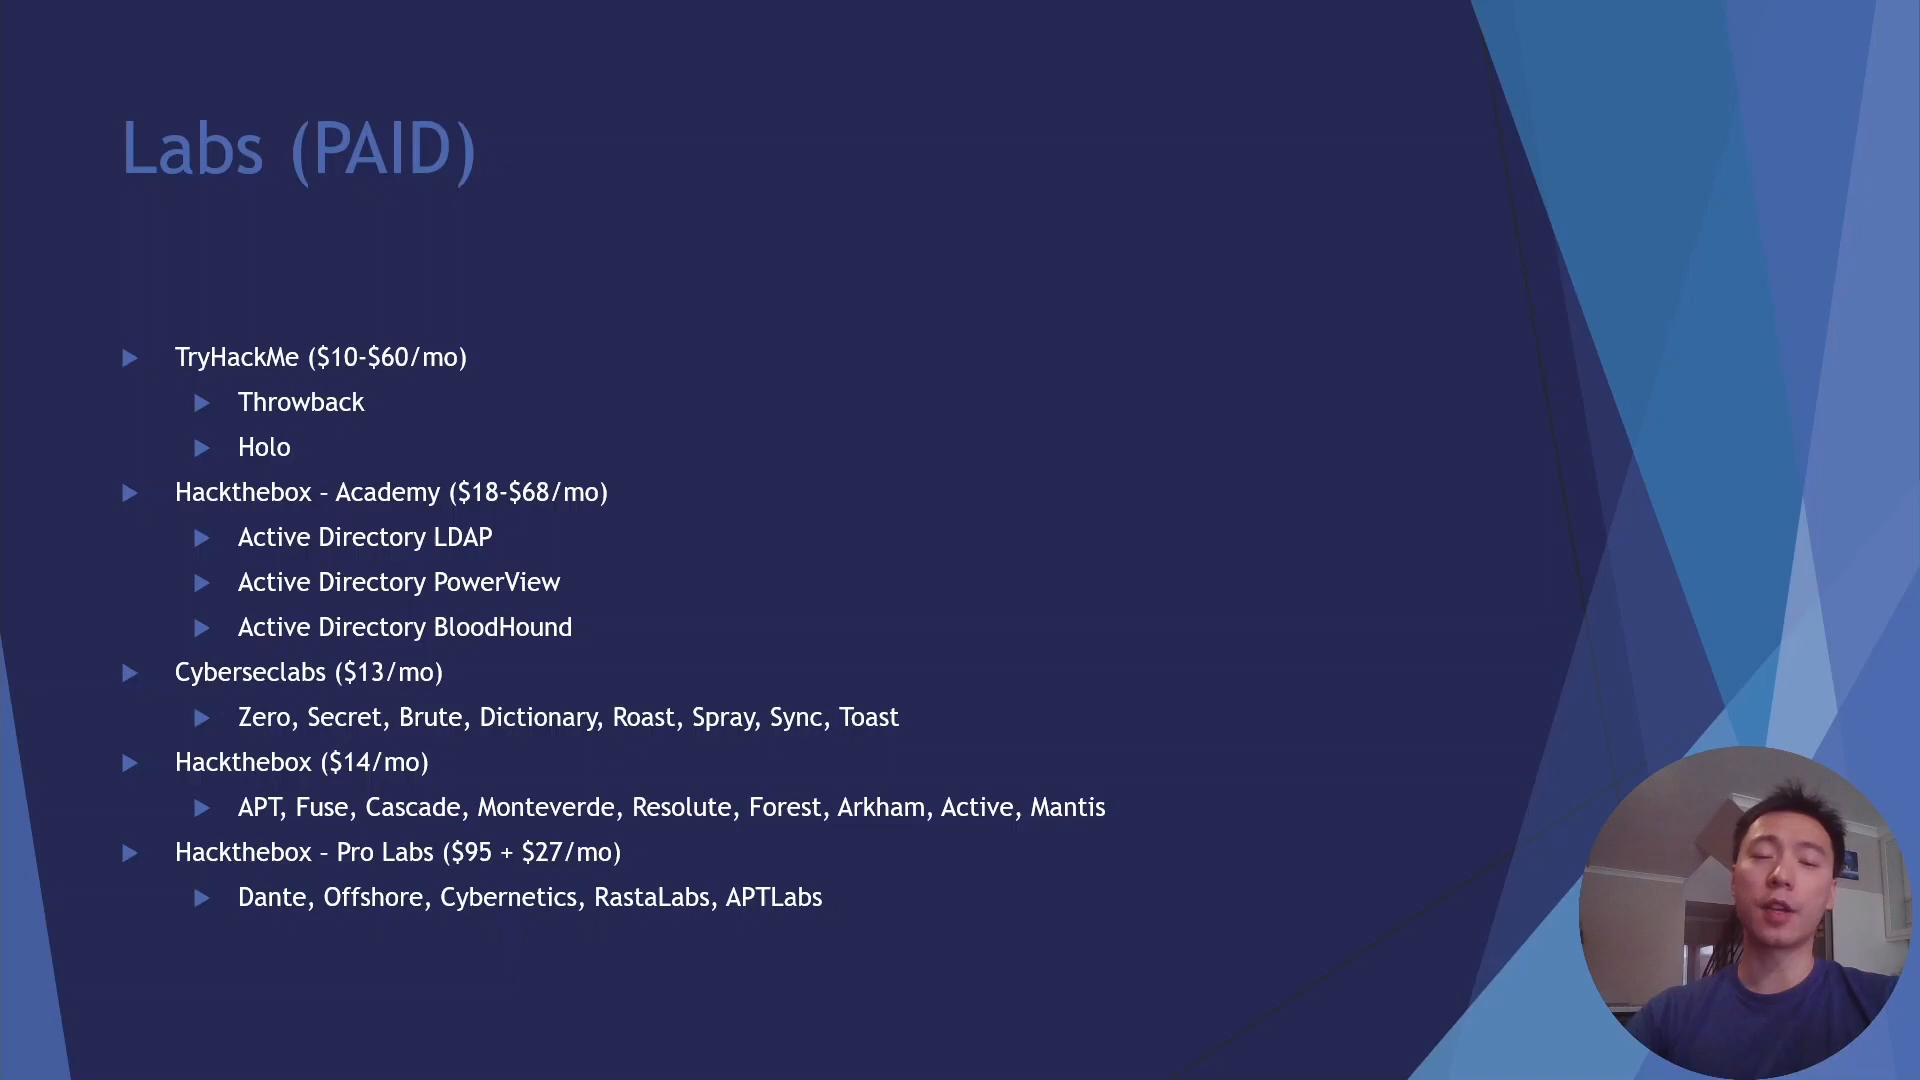 Labs (PAID)
TryHackMe ($10-$60/mo)
Throwback
Holo
Hackthebox – Academy ($18-$68/mo)
Active Directory LDAP
Active Directory PowerView
Active Directory BloodHound
Cyberseclabs ($13/mo)
Zero, Secret, Brute, Dictionary, Roast, Spray, Sync, Toast
Hackthebox ($14/mo)
APT, Fuse, Cascade, Monteverde, Resolute, Forest, Arkham, Active, Mantis
Hackthebox – Pro Labs ($95 + $27/mo)
Dante, Offshore, Cybernetics, RastaLabs, APTLabs